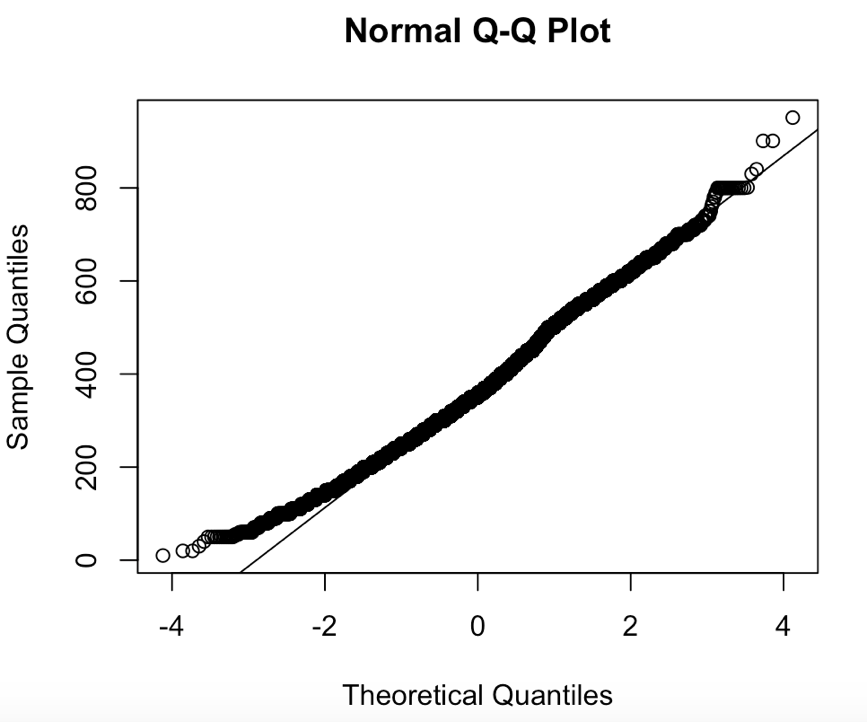 Normal Q-Q Plot
Sample Quantiles
800
600
400
200
0
-4 -2 0 2 4
Theoretical Quantiles